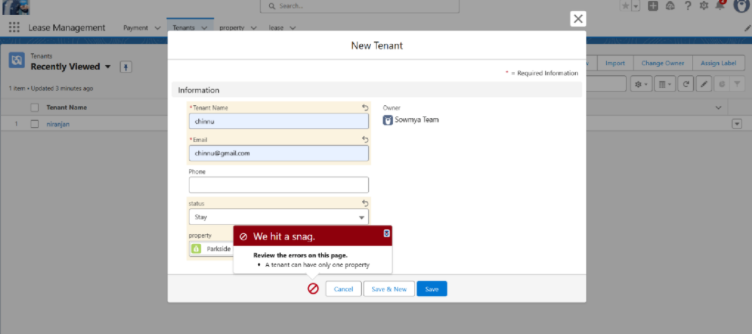 Search...
Lease Management
Payment
Tenants
property
lease
Tenants
Recently Viewed
Import
Change Owner
Assign Label
1 item • Updated 3 minutes ago
Tenant Name
1
niranjan
New Tenant
* = Required Information
Information
*Tenant Name
chinnu
Owner
Sowmya Team
*Email
chinnu@gmail.com
Phone
status
Stay
property
Parkside
We hit a snag.
Review the errors on this page.
• A tenant can have only one property
Cancel
Save & New
Save